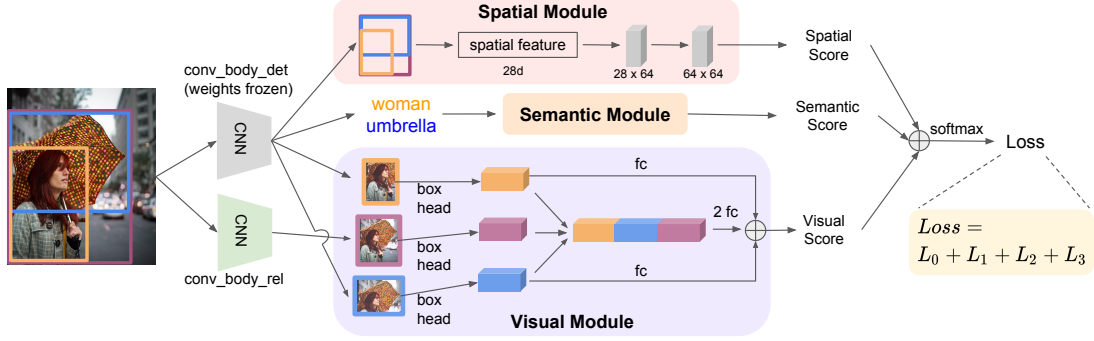 Spatial Module
spatial feature
28d
28 x 64
64 x 64
Spatial
Score
conv_body_det
(weights frozen)
CNN
woman
umbrella
Semantic Module
Semantic
Score
softmax
Loss
CNN
conv_body_rel
box
head
fc
box
head
2 fc
box
head
fc
Visual Module
Visual
Score
Loss =
L₀ + L₁ + L₂ + L₃